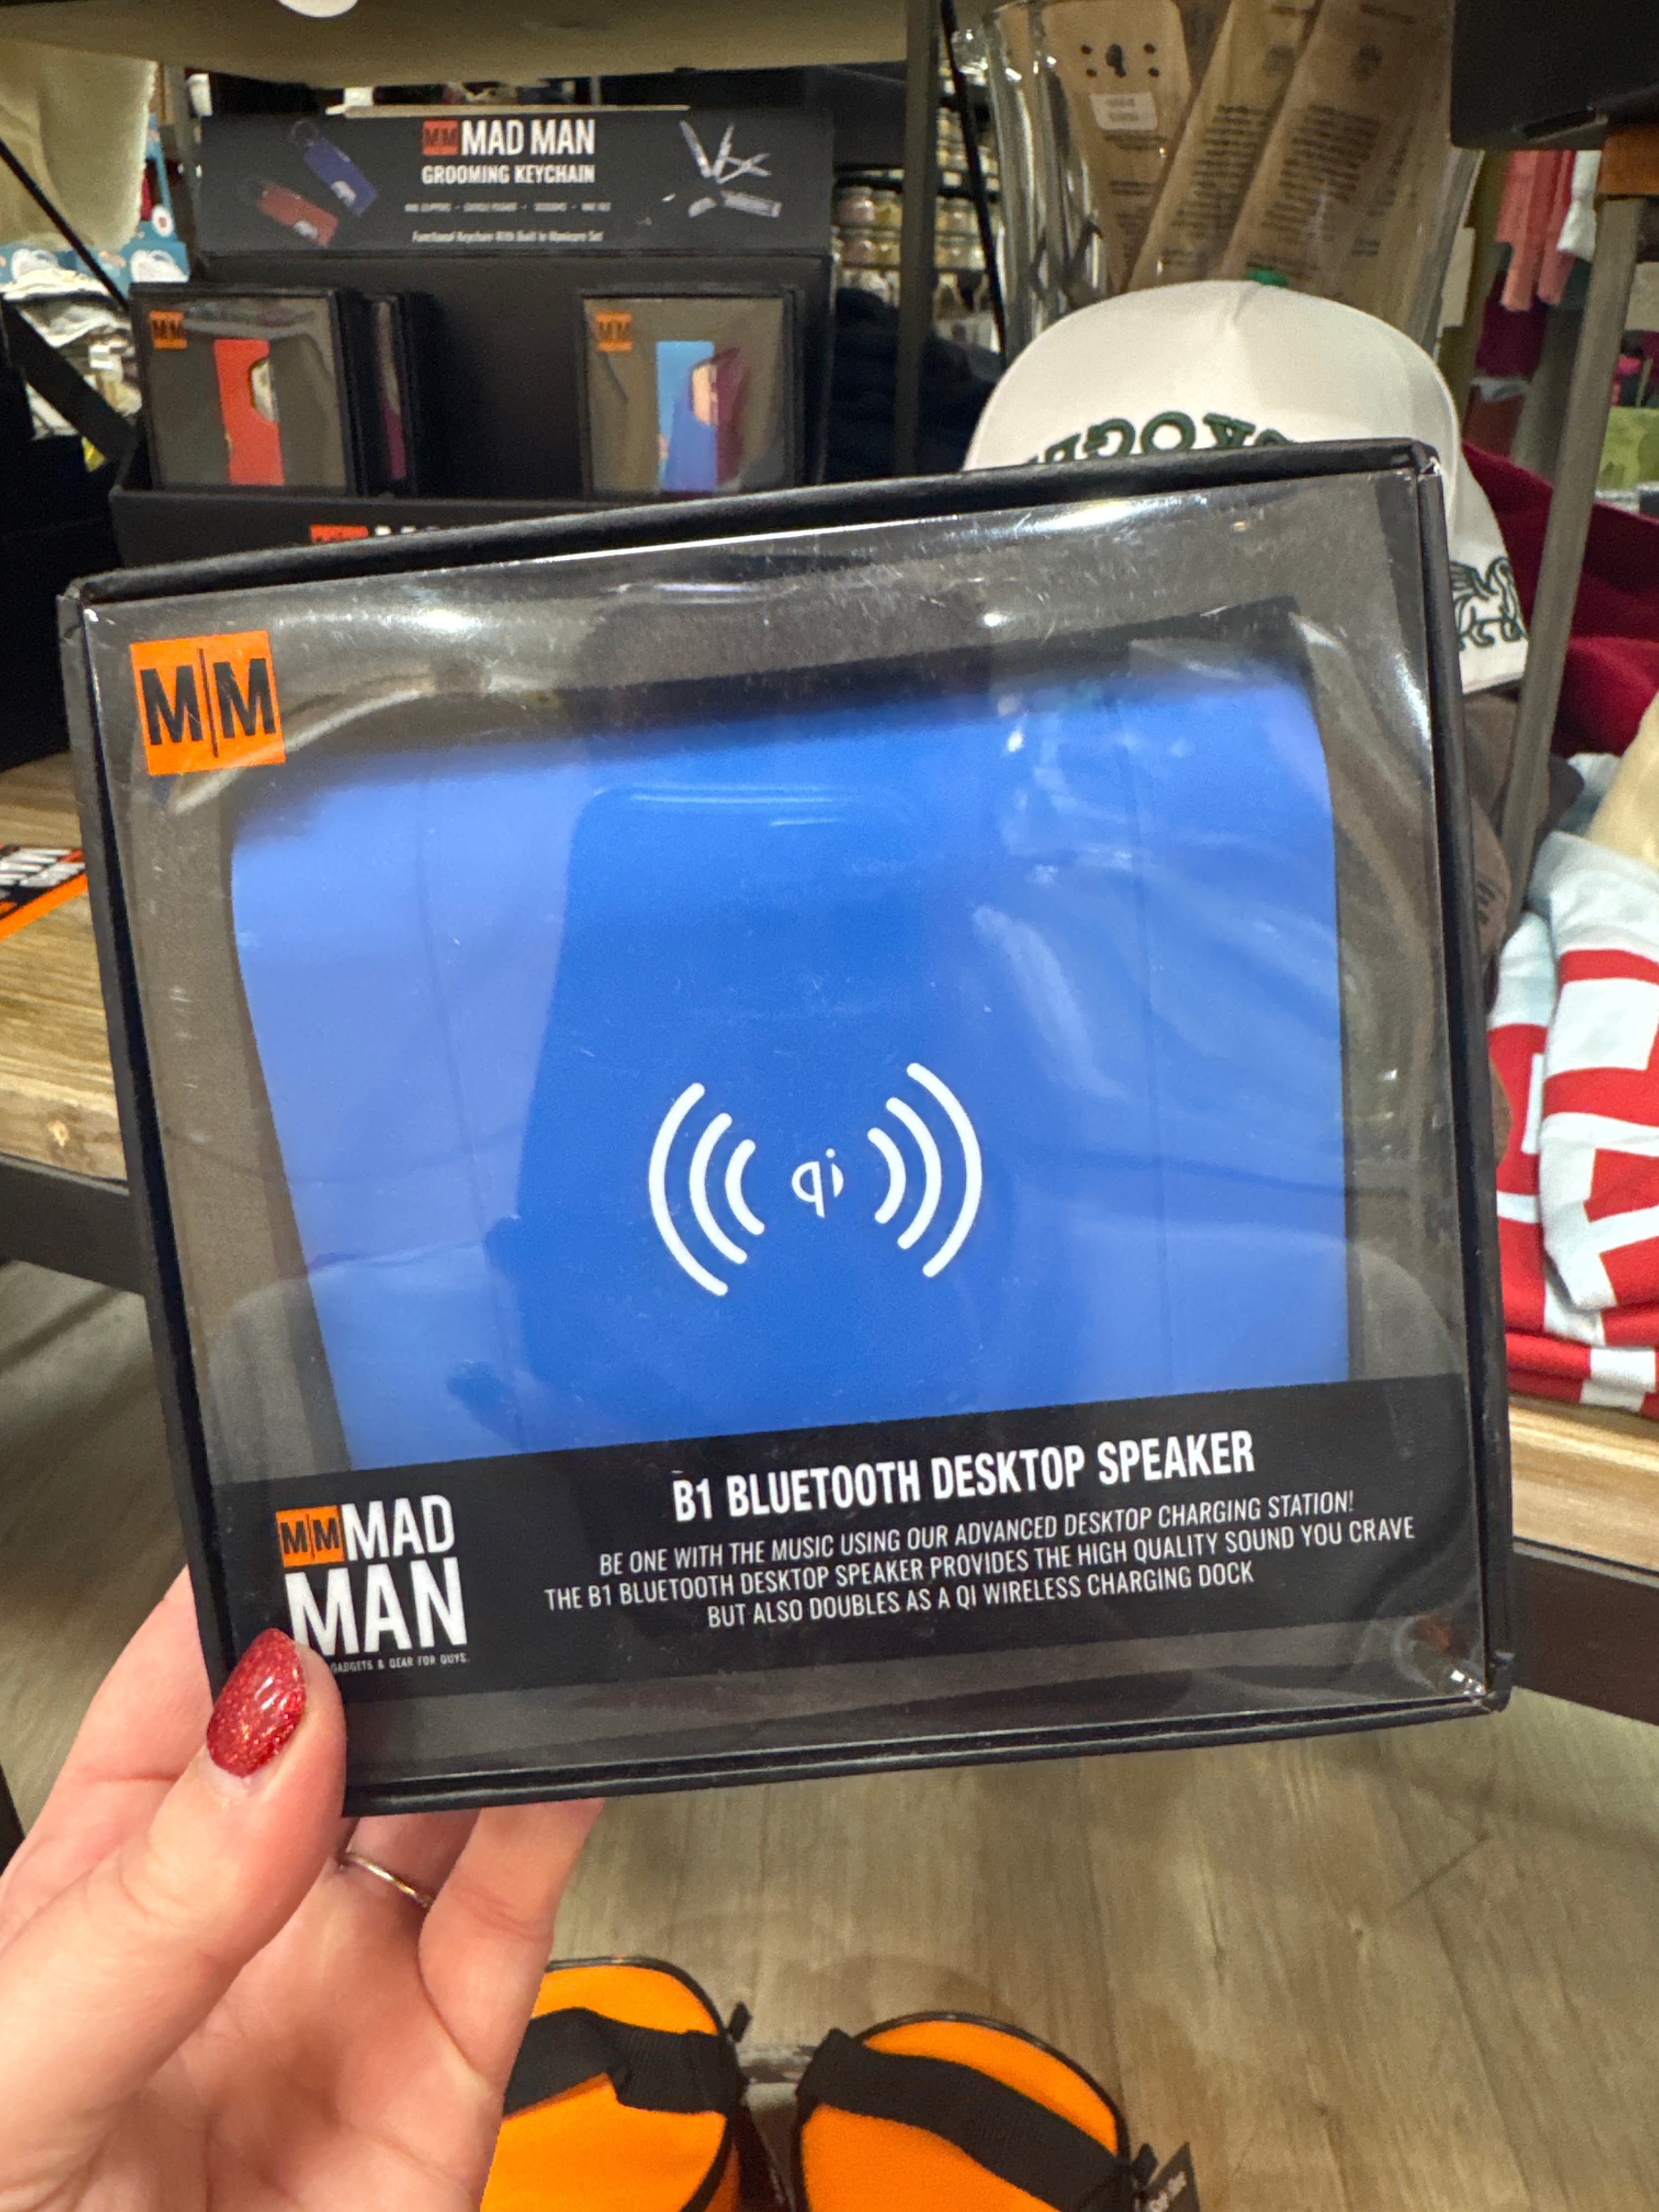 MM MAD MAN
GROOMING KEYCHAIN
Functional Keychain With Built In Manicure Set
MM
MM
M|M
qi
B1 BLUETOOTH DESKTOP SPEAKER
BE ONE WITH THE MUSIC USING OUR ADVANCED DESKTOP CHARGING STATION!
THE B1 BLUETOOTH DESKTOP SPEAKER PROVIDES THE HIGH QUALITY SOUND YOU CRAVE
BUT ALSO DOUBLES AS A QI WIRELESS CHARGING DOCK
M|M MAD
MAN
GADGETS & GEAR FOR GUYS.